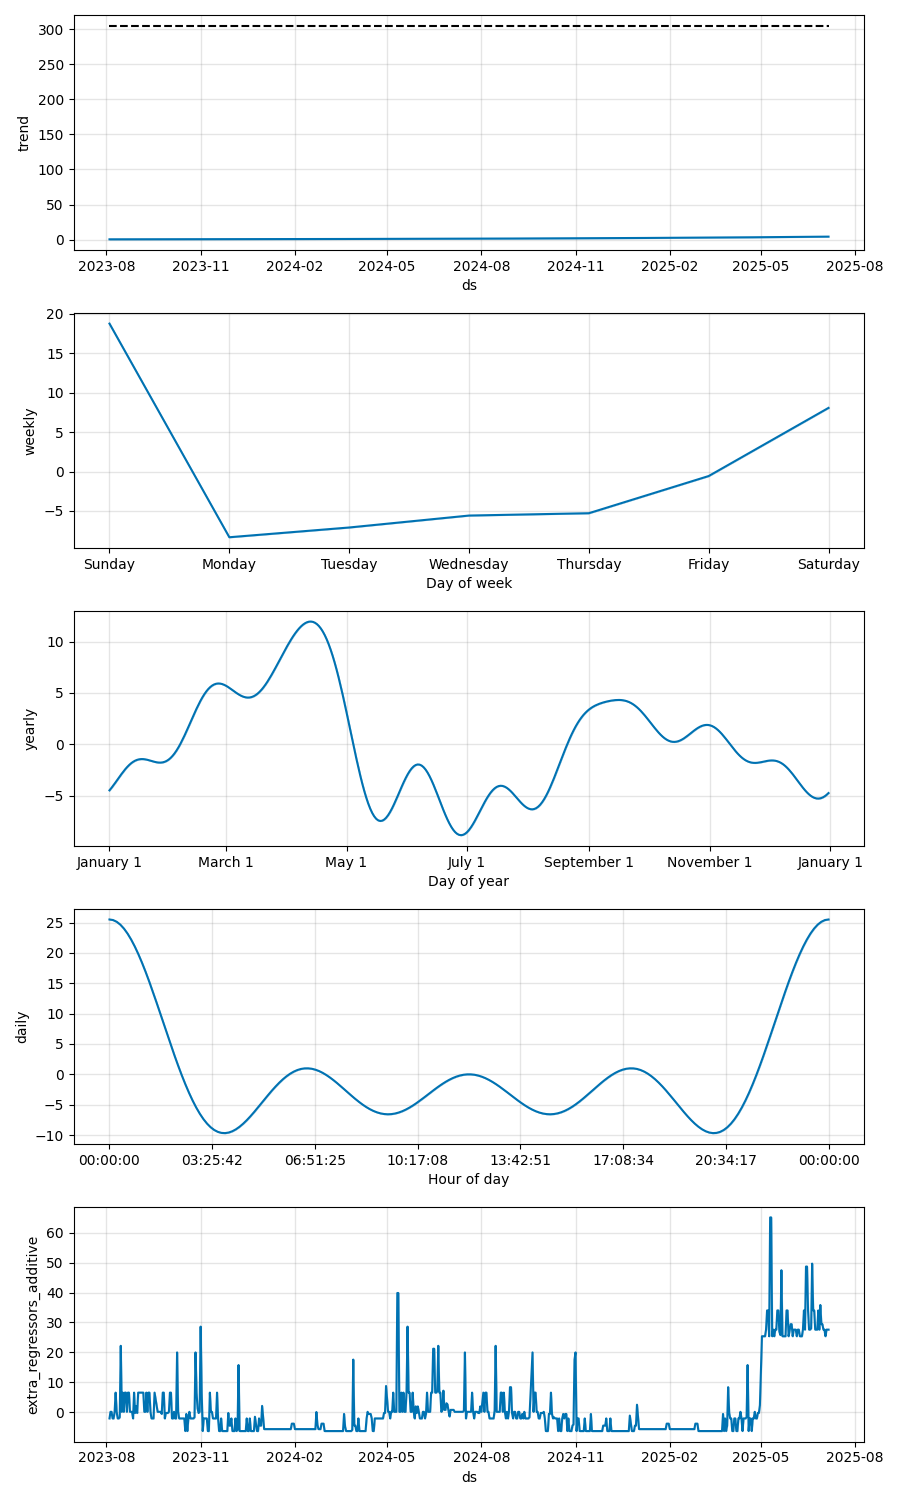 300
250
200
150
100
50
0
trend
2023-08 2023-11 2024-02 2024-05 2024-08 2024-11 2025-02 2025-05 2025-08
ds
20
15
10
5
0
−5
weekly
Sunday Monday Tuesday Wednesday Thursday Friday Saturday
Day of week
10
5
0
−5
yearly
January 1 March 1 May 1 July 1 September 1 November 1 January 1
Day of year
25
20
15
10
5
0
−5
−10
daily
00:00:00 03:25:42 06:51:25 10:17:08 13:42:51 17:08:34 20:34:17 00:00:00
Hour of day
60
50
40
30
20
10
0
extra_regressors_additive
2023-08 2023-11 2024-02 2024-05 2024-08 2024-11 2025-02 2025-05 2025-08
ds